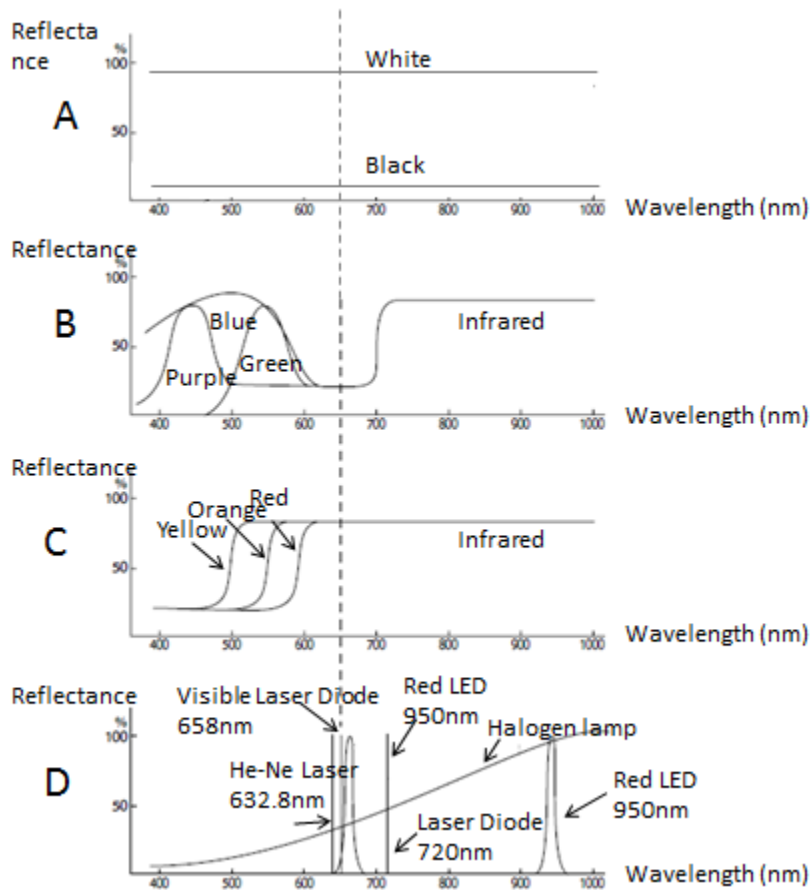 Reflecta
nce
%
100
White
A
50
Black
400 500 600 700 800 900 1000
Wavelength (nm)
Reflectance
%
100
B
Blue
Infrared
50
Green
Purple
400 500 600 700 800 900 1000
Wavelength (nm)
Reflectance
%
100
Red
Orange
Yellow
C
Infrared
50
400 500 600 700 800 900 1000
Wavelength (nm)
Reflectance
%
Visible Laser Diode
658nm
Red LED
950nm
Halogen lamp
100
D
He-Ne Laser
632.8nm
Red LED
950nm
50
Laser Diode
720nm
400 500 600 700 800 900 1000
Wavelength (nm)